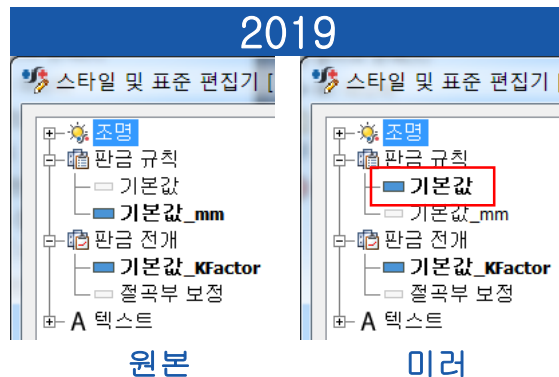 2019
스타일 및 표준 편집기 [
조명
판금 규칙
기본값
기본값_mm
판금 전개
기본값_KFactor
절곡부 보정
A 텍스트
원본
스타일 및 표준 편집기 [
조명
판금 규칙
기본값
기본값_mm
판금 전개
기본값_KFactor
절곡부 보정
A 텍스트
미러